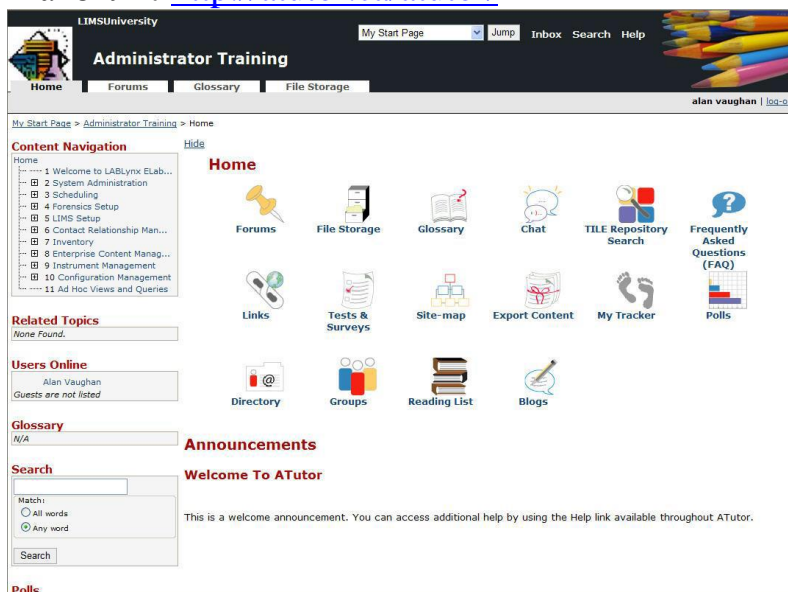 LIMSUniversity
My Start Page Jump Inbox Search Help
Administrator Training
Home Forums Glossary File Storage
alan vaughan |
My Start Page > Administrator Training > Home
Content Navigation
Home
1 Welcome to LABLynx ELab...
2 System Administration
3 Scheduling
4 Forensics Setup
5 LIMS Setup
6 Contact Relationship Man...
7 Inventory
8 Enterprise Content Manag...
9 Instrument Management
10 Configuration Management
11 Ad Hoc Views and Queries
Related Topics
None Found.
Users Online
Alan Vaughan
Guests are not listed
Glossary
N/A
Search
Match:
All words
Any word
Search
Polls
Hide
Home
Forums
File Storage
Glossary
Chat
TILE Repository
Search
Frequently
Asked
Questions
(FAQ)
Links
Tests &
Surveys
Site-map
Export Content
My Tracker
Polls
Directory
Groups
Reading List
Blogs
Announcements
Welcome To ATutor
This is a welcome announcement. You can access additional help by using the Help link available throughout ATutor.